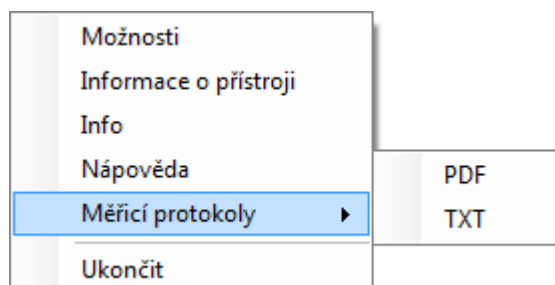 Možnosti
Informace o přístroji
Info
Nápověda
Měřicí protokoly
PDF
TXT
Ukončit